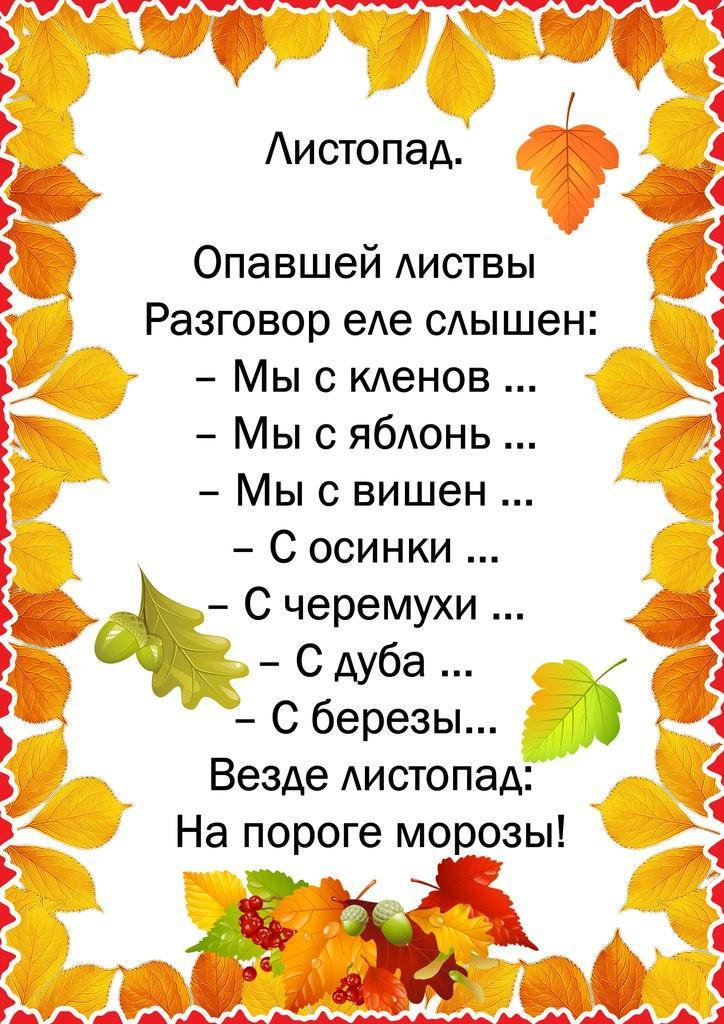 Листопад.
Опавшей листвы
Разговор еле слышен:
– Мы с кленов ...
– Мы с яблонь ...
– Мы с вишен ...
– С осинки ...
– С черемухи ...
– С дуба ...
– С березы...
Везде листопад:
На пороге морозы!